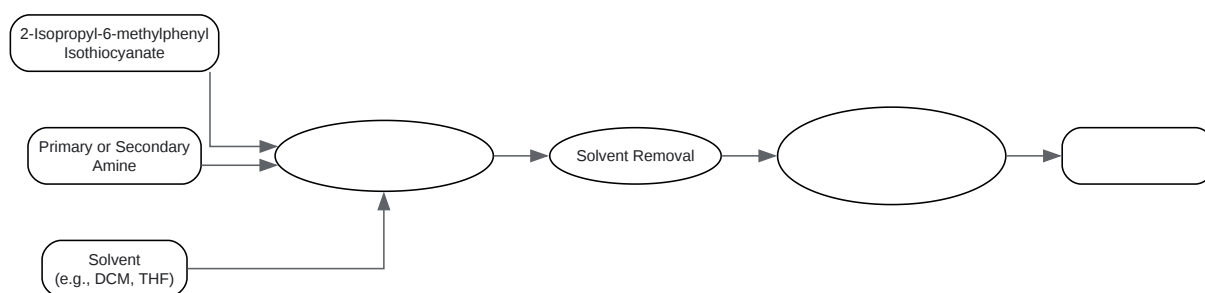 2-Isopropyl-6-methylphenyl
Isothiocyanate
Primary or Secondary
Amine
Solvent Removal
Solvent
(e.g., DCM, THF)